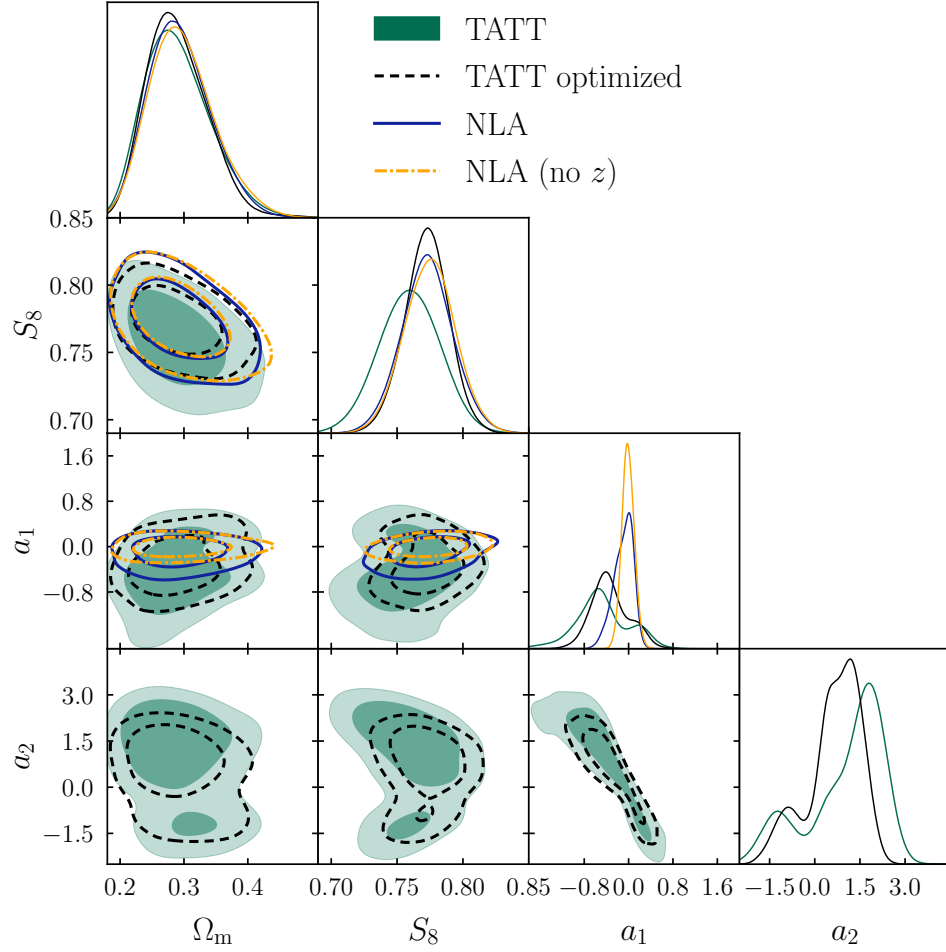 TATT
TATT optimized
NLA
NLA (no z)
0.85
0.80
0.75
0.70
S₈
1.6
0.8
0.0
−0.8
a₁
3.0
1.5
0.0
−1.5
a₂
0.2 0.3 0.4
0.70 0.75 0.80 0.85
−0.8 0.0 0.8 1.6
−1.5 0.0 1.5 3.0
Ωₘ S₈ a₁ a₂